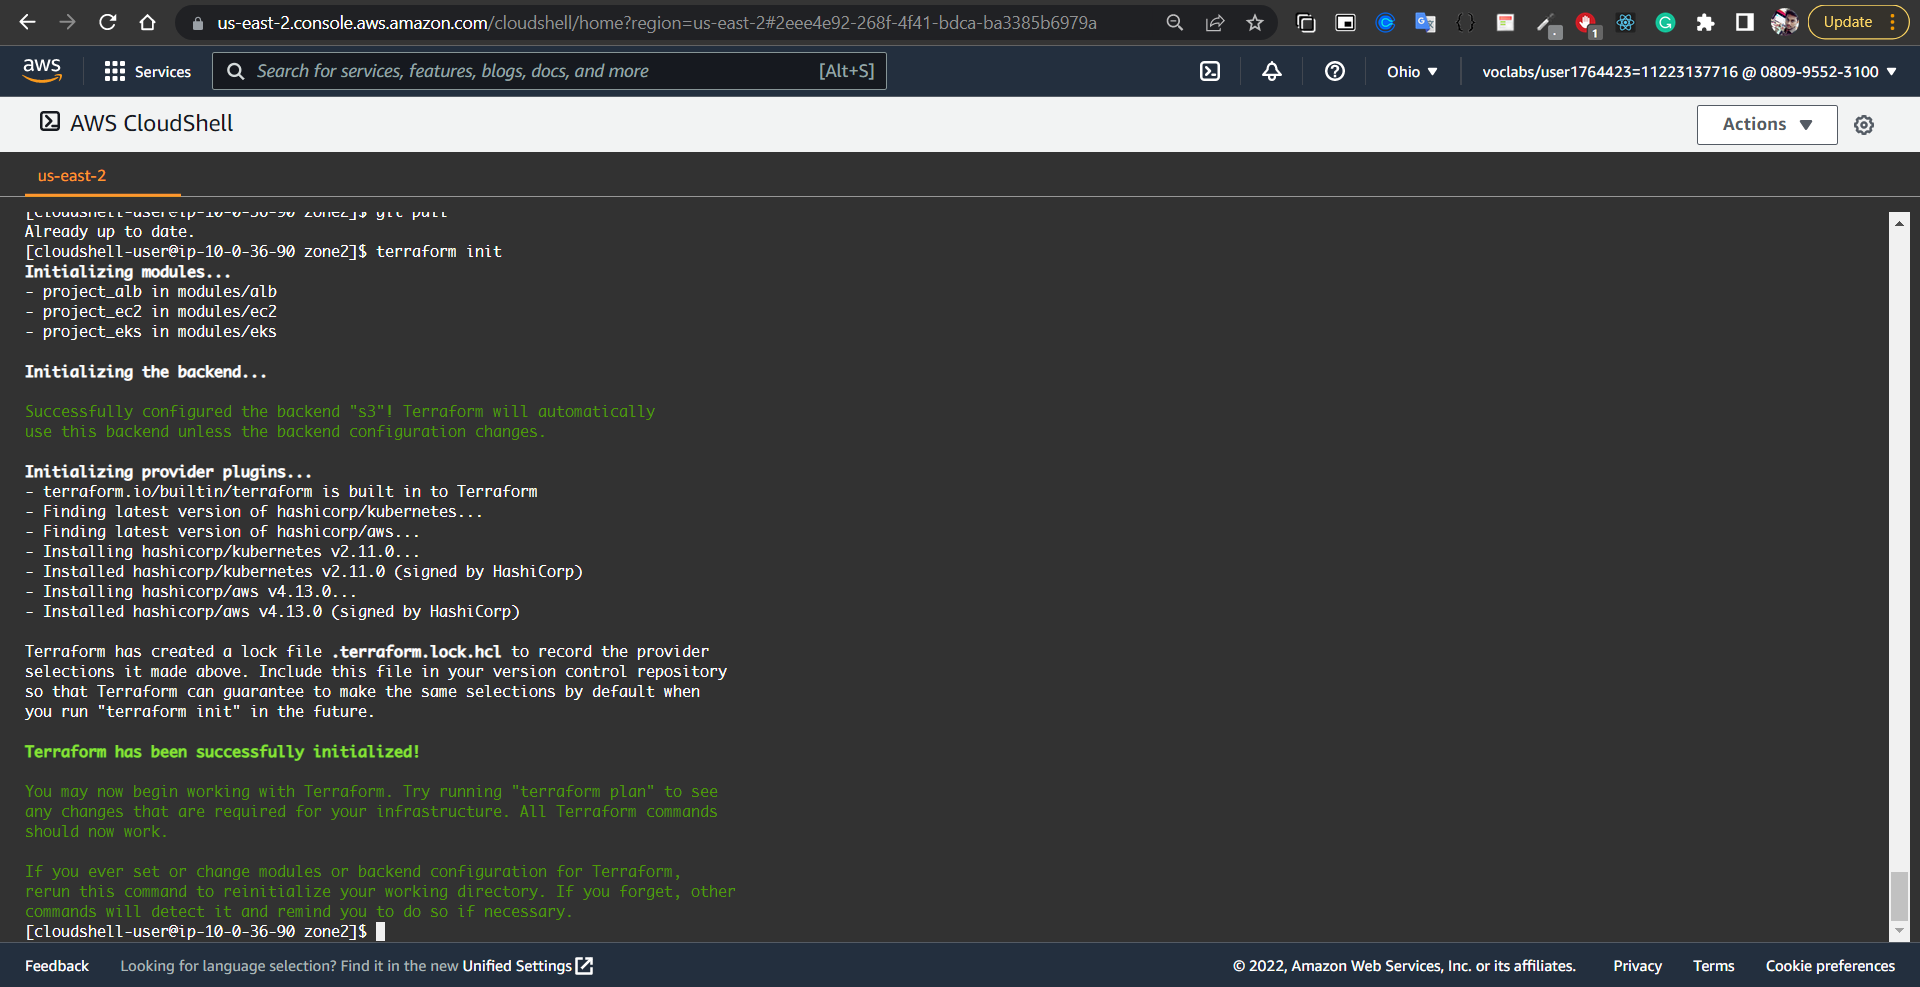 us-east-2.console.aws.amazon.com/cloudshell/home?region=us-east-2#2eee4e92-268f-4f41-bdca-ba3385b6979a
1
Update
aws
Services
Search for services, features, blogs, docs, and more
[Alt+S]
Ohio ▼
voclabs/user1764423=11223137716 @ 0809-9552-3100 ▼
AWS CloudShell
Actions ▼
us-east-2
[cloudshell-user@ip-10-0-36-90 zone2]$ git pull
Already up to date.
[cloudshell-user@ip-10-0-36-90 zone2]$ terraform init
Initializing modules...
- project_alb in modules/alb
- project_ec2 in modules/ec2
- project_eks in modules/eks
Initializing the backend...
Successfully configured the backend "s3"! Terraform will automatically
use this backend unless the backend configuration changes.
Initializing provider plugins...
- terraform.io/builtin/terraform is built in to Terraform
- Finding latest version of hashicorp/kubernetes...
- Finding latest version of hashicorp/aws...
- Installing hashicorp/kubernetes v2.11.0...
- Installed hashicorp/kubernetes v2.11.0 (signed by HashiCorp)
- Installing hashicorp/aws v4.13.0...
- Installed hashicorp/aws v4.13.0 (signed by HashiCorp)
Terraform has created a lock file .terraform.lock.hcl to record the provider
selections it made above. Include this file in your version control repository
so that Terraform can guarantee to make the same selections by default when
you run "terraform init" in the future.
Terraform has been successfully initialized!
You may now begin working with Terraform. Try running "terraform plan" to see
any changes that are required for your infrastructure. All Terraform commands
should now work.
If you ever set or change modules or backend configuration for Terraform,
rerun this command to reinitialize your working directory. If you forget, other
commands will detect it and remind you to do so if necessary.
[cloudshell-user@ip-10-0-36-90 zone2]$
Feedback
Looking for language selection? Find it in the new Unified Settings
© 2022, Amazon Web Services, Inc. or its affiliates.
Privacy
Terms
Cookie preferences